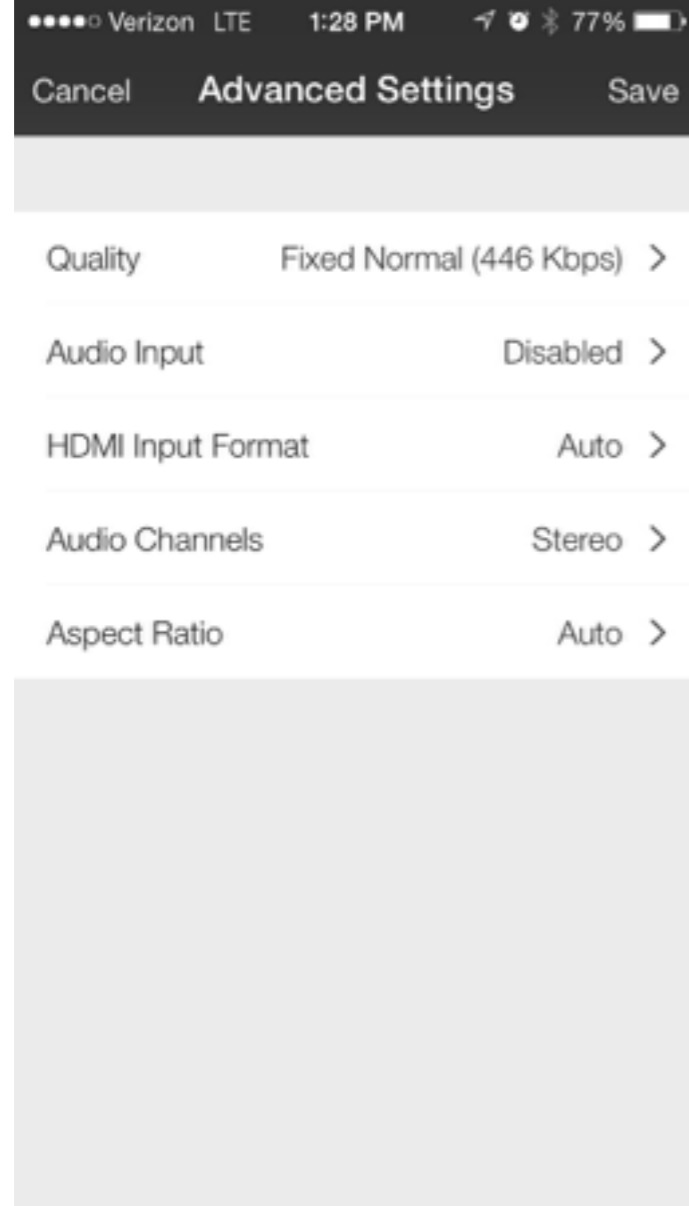 Verizon LTE 1:28 PM 77%
Cancel Advanced Settings Save
Quality Fixed Normal (446 Kbps)
Audio Input Disabled
HDMI Input Format Auto
Audio Channels Stereo
Aspect Ratio Auto